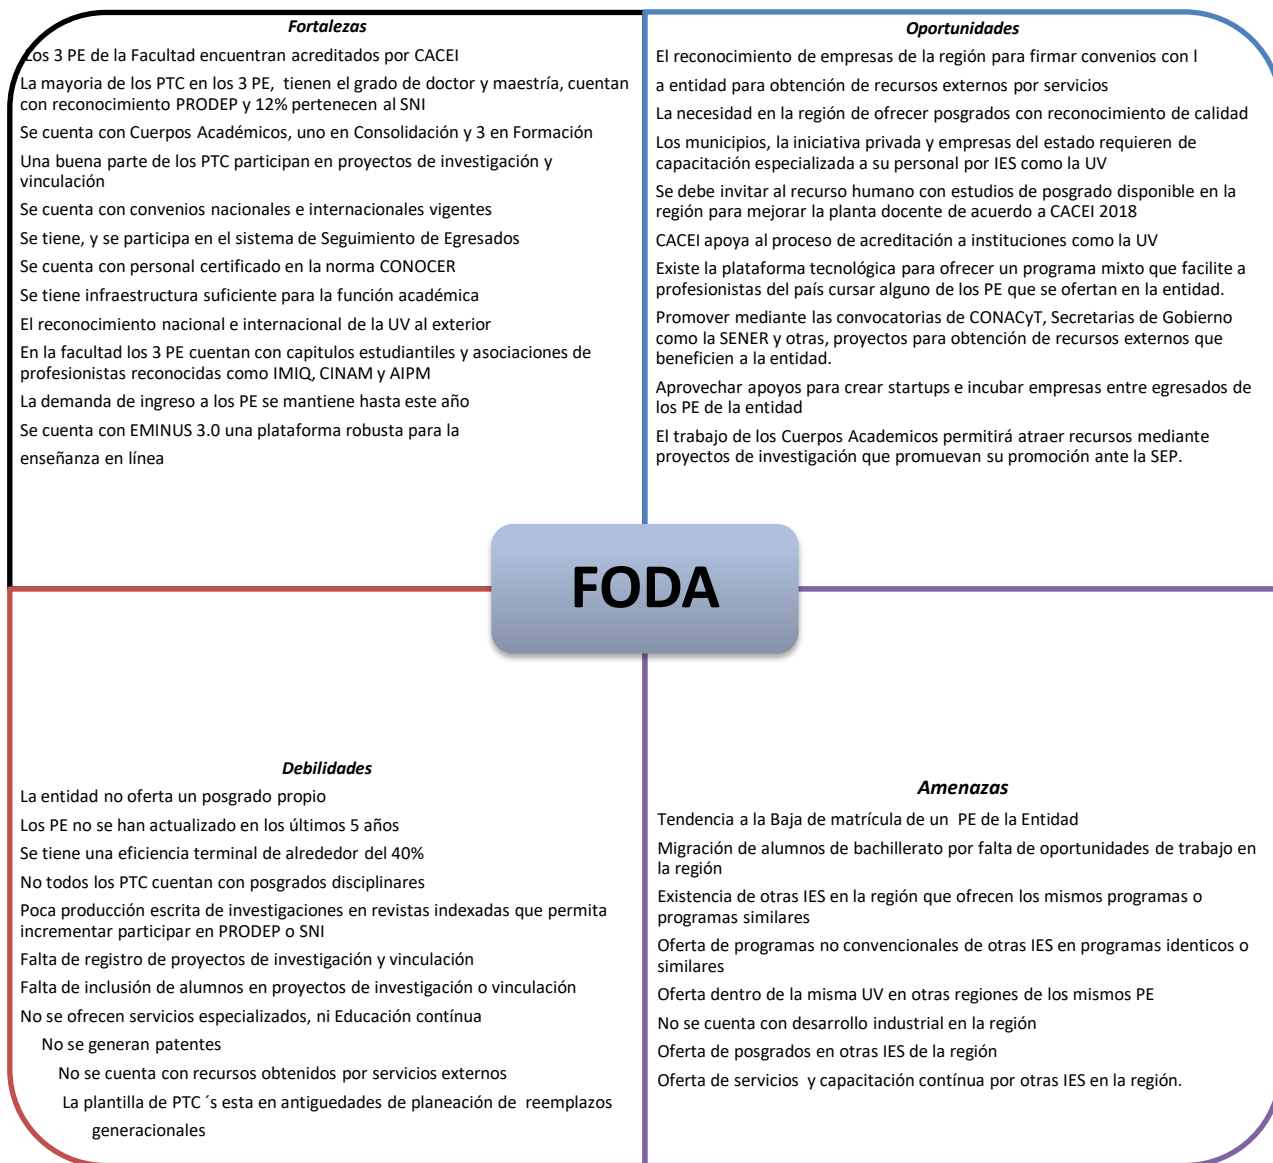 Fortalezas
Los 3 PE de la Facultad encuentran acreditados por CACEI
La mayoria de los PTC en los 3 PE, tienen el grado de doctor y maestría, cuentan
con reconocimiento PRODEP y 12% pertenecen al SNI
Se cuenta con Cuerpos Académicos, uno en Consolidación y 3 en Formación
Una buena parte de los PTC participan en proyectos de investigación y
vinculación
Se cuenta con convenios nacionales e internacionales vigentes
Se tiene, y se participa en el sistema de Seguimiento de Egresados
Se cuenta con personal certificado en la norma CONOCER
Se tiene infraestructura suficiente para la función académica
El reconocimiento nacional e internacional de la UV al exterior
En la facultad los 3 PE cuentan con capitulos estudiantiles y asociaciones de
profesionistas reconocidas como IMIQ, CINAM y AIPM
La demanda de ingreso a los PE se mantiene hasta este año
Se cuenta con EMINUS 3.0 una plataforma robusta para la
enseñanza en línea
Oportunidades
El reconocimiento de empresas de la región para firmar convenios con l
a entidad para obtención de recursos externos por servicios
La necesidad en la región de ofrecer posgrados con reconocimiento de calidad
Los municipios, la iniciativa privada y empresas del estado requieren de
capacitación especializada a su personal por IES como la UV
Se debe invitar al recurso humano con estudios de posgrado disponible en la
región para mejorar la planta docente de acuerdo a CACEI 2018
CACEI apoya al proceso de acreditación a instituciones como la UV
Existe la plataforma tecnológica para ofrecer un programa mixto que facilite a
profesionistas del país cursar alguno de los PE que se ofertan en la entidad.
Promover mediante las convocatorias de CONACyT, Secretarias de Gobierno
como la SENER y otras, proyectos para obtención de recursos externos que
beneficien a la entidad.
Aprovechar apoyos para crear startups e incubar empresas entre egresados de
los PE de la entidad
El trabajo de los Cuerpos Academicos permitirá atraer recursos mediante
proyectos de investigación que promuevan su promoción ante la SEP.
FODA
Debilidades
La entidad no oferta un posgrado propio
Los PE no se han actualizado en los últimos 5 años
Se tiene una eficiencia terminal de alrededor del 40%
No todos los PTC cuentan con posgrados disciplinares
Poca producción escrita de investigaciones en revistas indexadas que permita
incrementar participar en PRODEP o SNI
Falta de registro de proyectos de investigación y vinculación
Falta de inclusión de alumnos en proyectos de investigación o vinculación
No se ofrecen servicios especializados, ni Educación contínua
No se generan patentes
No se cuenta con recursos obtenidos por servicios externos
La plantilla de PTC ´s esta en antiguedades de planeación de reemplazos
generacionales
Amenazas
Tendencia a la Baja de matrícula de un PE de la Entidad
Migración de alumnos de bachillerato por falta de oportunidades de trabajo en
la región
Existencia de otras IES en la región que ofrecen los mismos programas o
programas similares
Oferta de programas no convencionales de otras IES en programas identicos o
similares
Oferta dentro de la misma UV en otras regiones de los mismos PE
No se cuenta con desarrollo industrial en la región
Oferta de posgrados en otras IES de la región
Oferta de servicios y capacitación contínua por otras IES en la región.